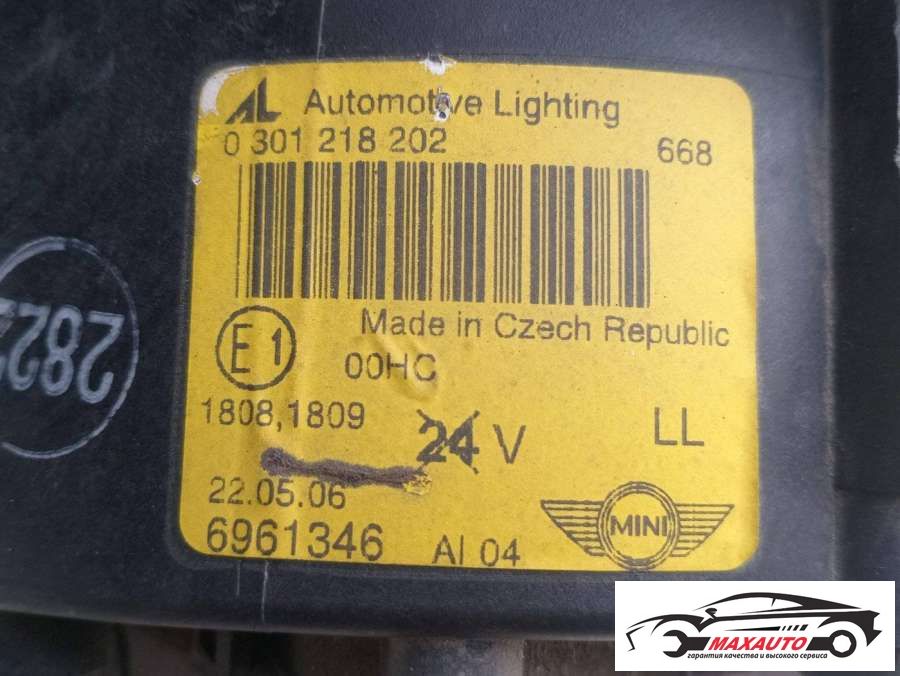 AL Automotive Lighting
0 301 218 202
668
Made in Czech Republic
E1
00HC
1808,1809
24 V
LL
22.05.06
6961346
AI 04
MINI
MAXAUTO
гарантия качества и высокого сервиса